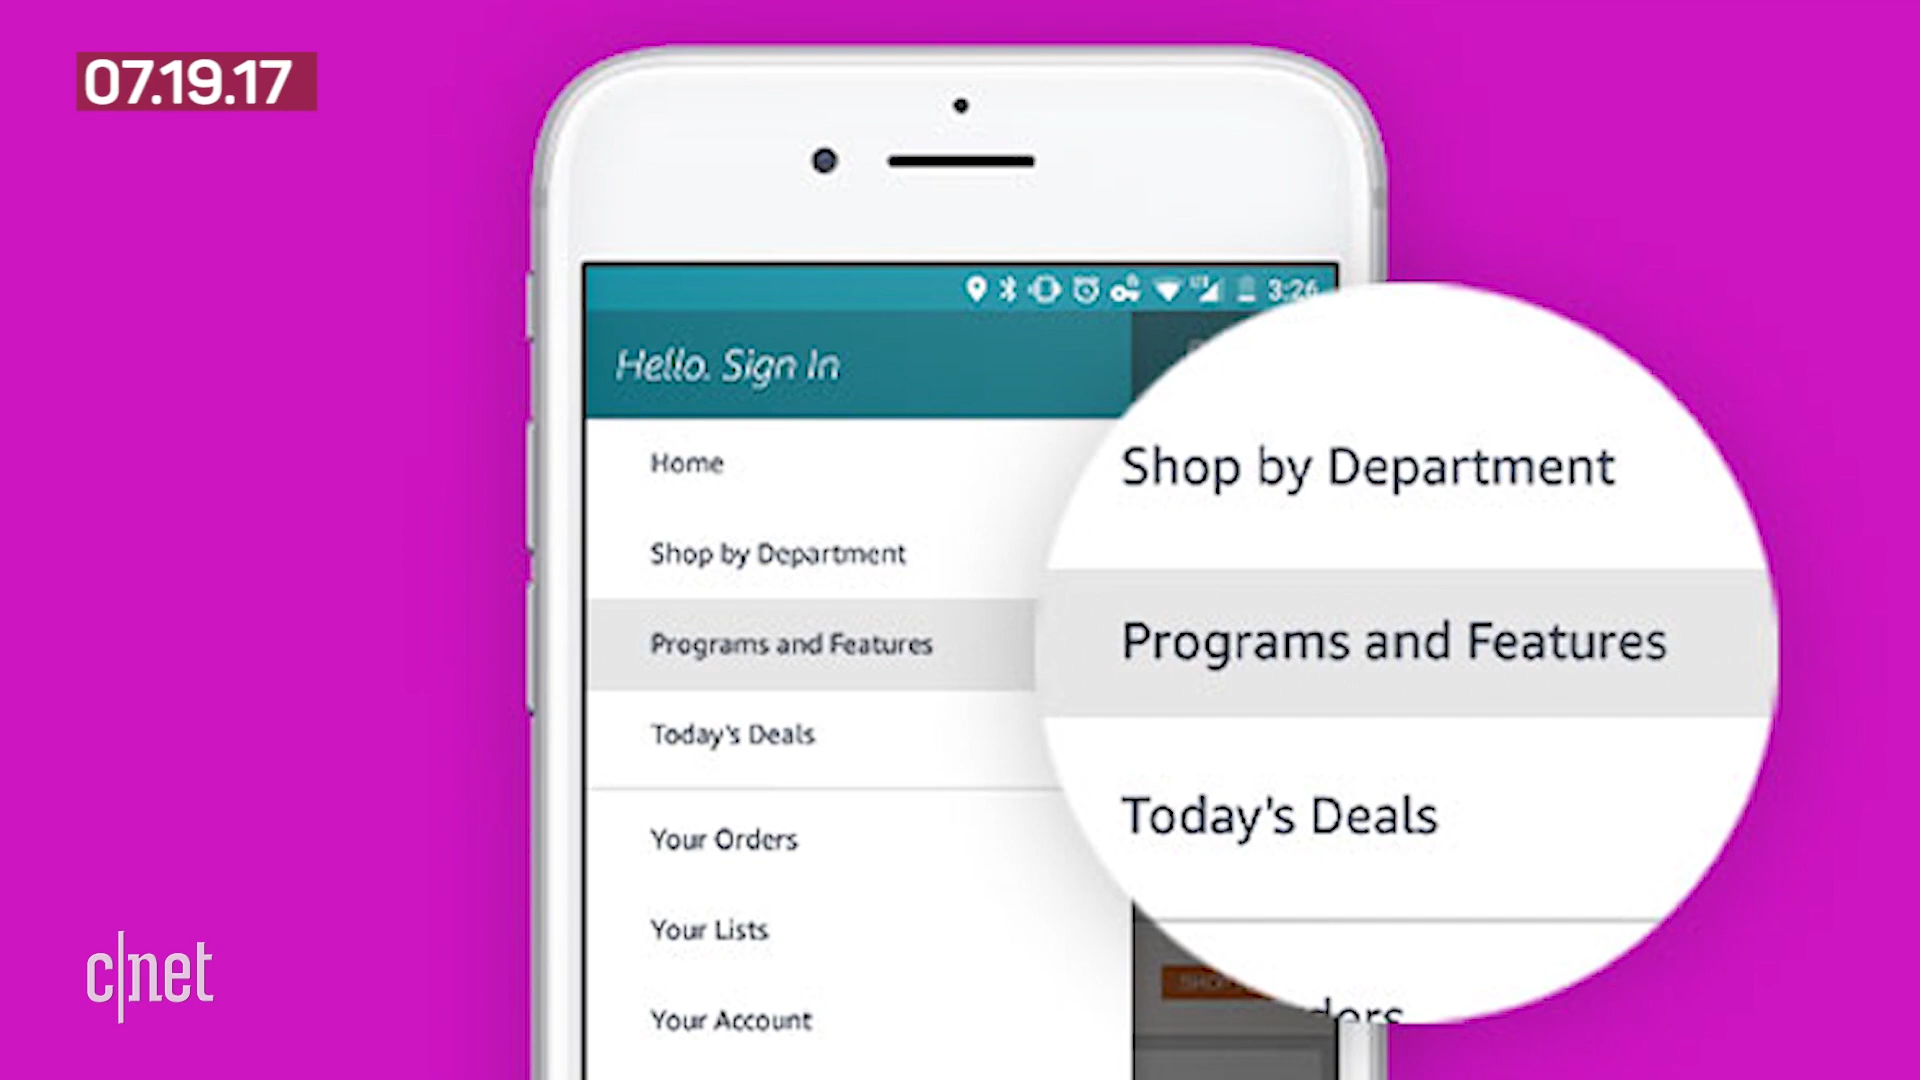 07.19.17
3:26
Hello. Sign In
Home
Shop by Department
Programs and Features
Today's Deals
Your Orders
Your Lists
Your Account
Shop by Department
Programs and Features
Today's Deals
c|net